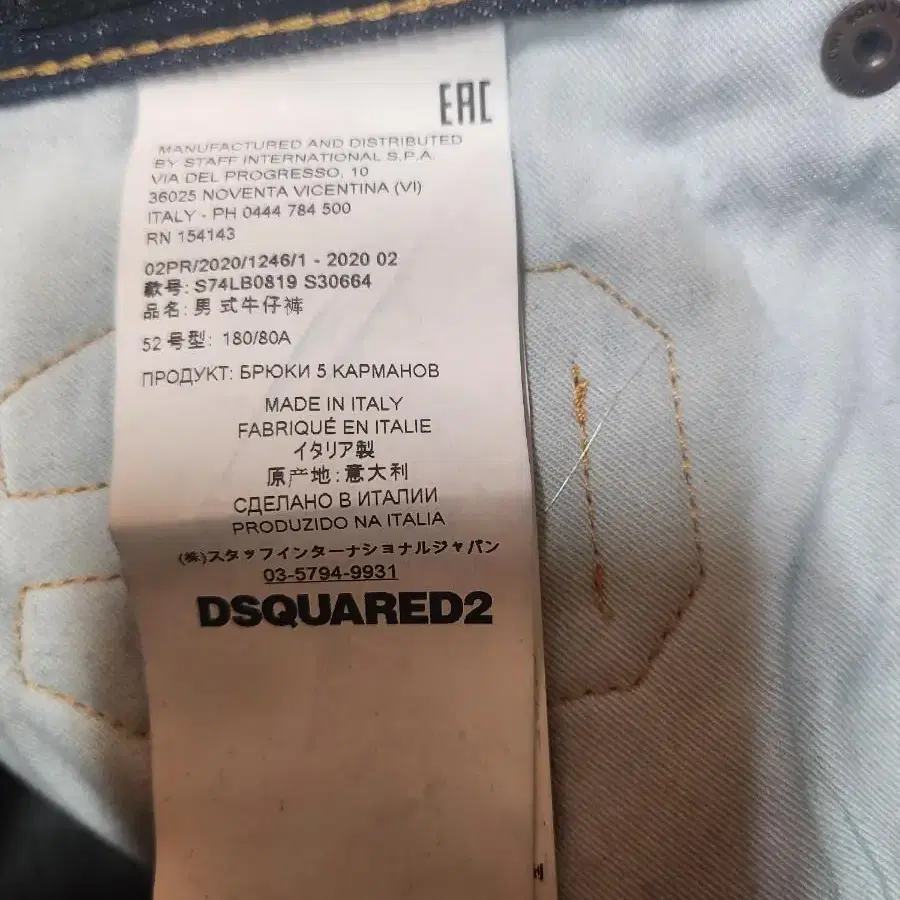 EAC
MANUFACTURED AND DISTRIBUTED
BY STAFF INTERNATIONAL S.P.A.
VIA DEL PROGRESSO, 10
36025 NOVENTA VICENTINA (VI)
ITALY - PH 0444 784 500
RN 154143
02PR/2020/1246/1 - 2020 02
款号: S74LB0819 S30664
品名: 男式牛仔裤
52 号型: 180/80A
ПРОДУКТ: БРЮКИ 5 КАРМАНОВ
MADE IN ITALY
FABRIQUÉ EN ITALIE
イタリア製
原产地:意大利
СДЕЛАНО В ИТАЛИИ
PRODUZIDO NA ITALIA
(株)スタッフインターナショナルジャパン
03-5794-9931
DSQUARED2